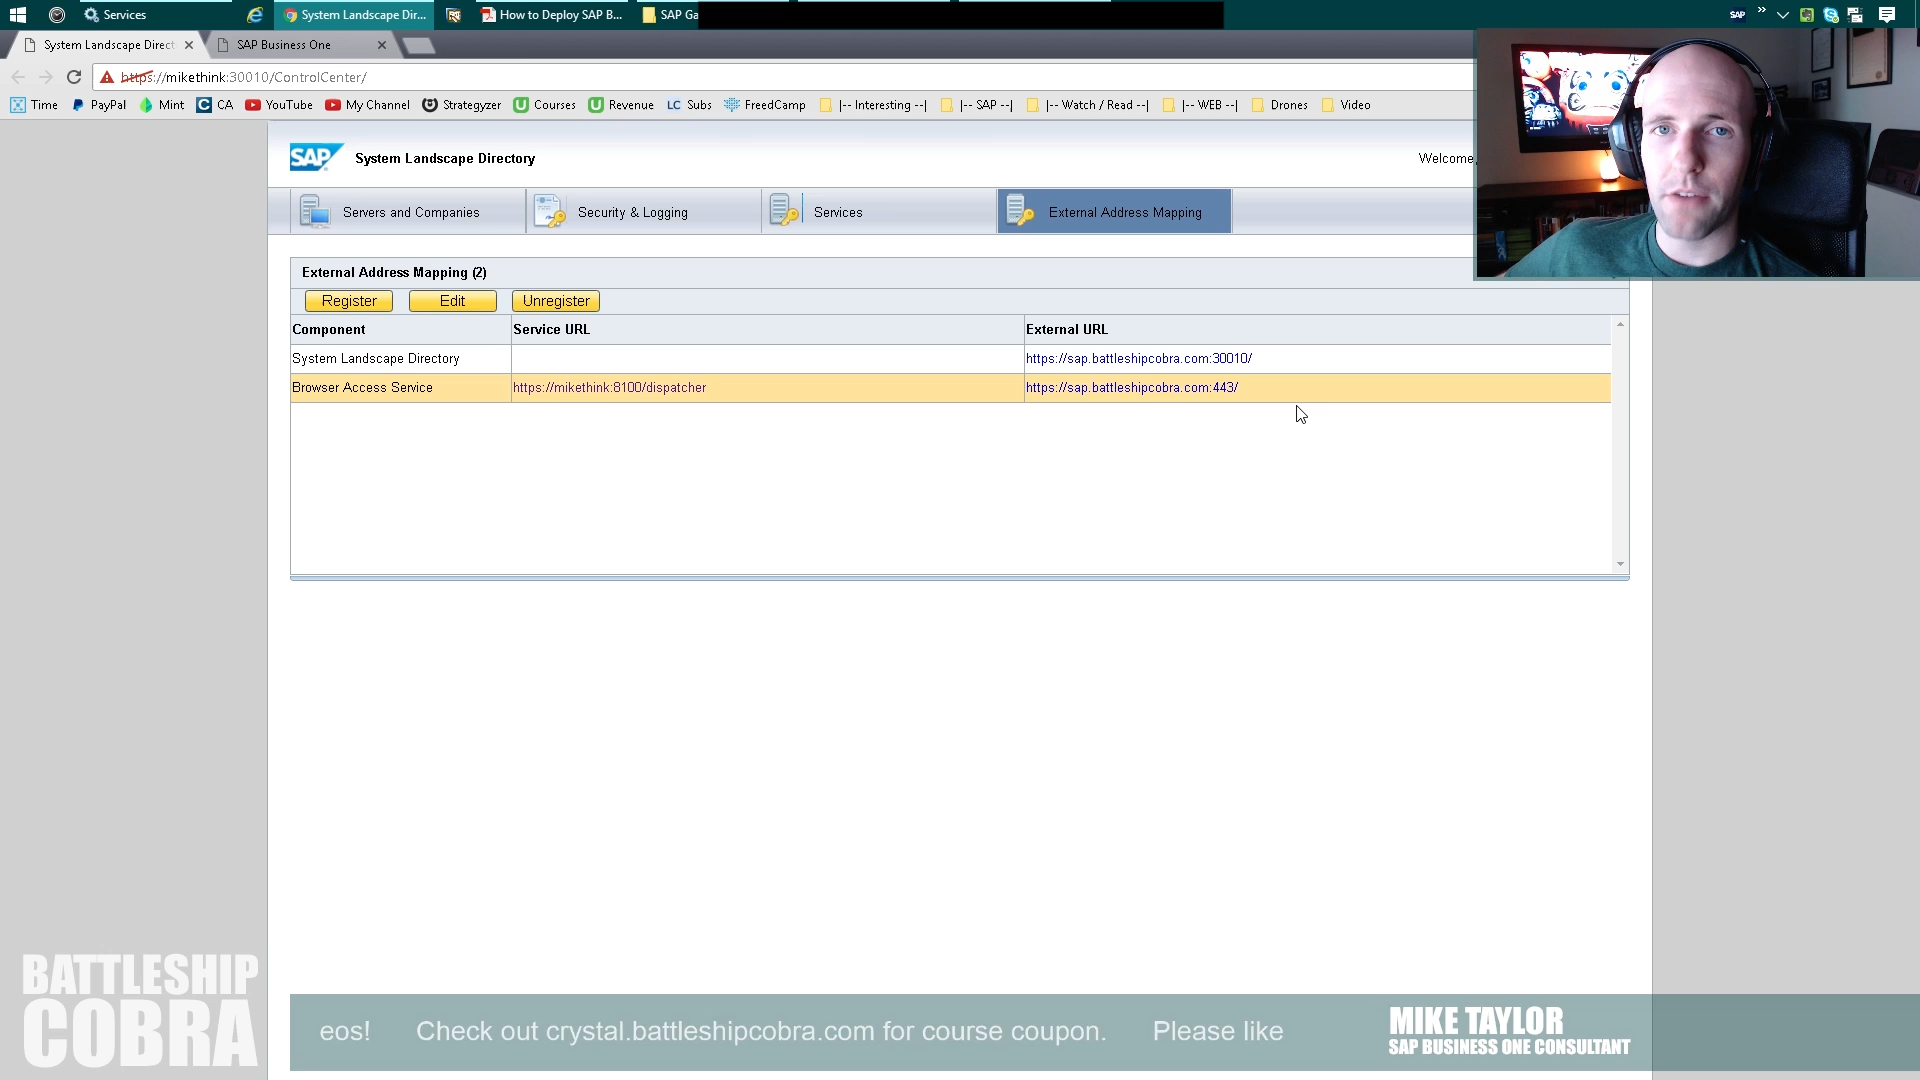 Services
System Landscape Dir...
How to Deploy SAP B...
SAP Ga
SAP
System Landscape Direct
SAP Business One
https://mikethink:30010/ControlCenter/
Time
PayPal
Mint
CA
YouTube
My Channel
Strategyzer
Courses
Revenue
LC Subs
FreedCamp
|-- Interesting --|
|-- SAP --|
|-- Watch / Read --|
|-- WEB --|
Drones
Video
SAP System Landscape Directory
Welcome,
Servers and Companies
Security & Logging
Services
External Address Mapping
External Address Mapping (2)
Register
Edit
Unregister
Component Service URL External URL
System Landscape Directory https://sap.battleshipcobra.com:30010/
Browser Access Service https://mikethink:8100/dispatcher https://sap.battleshipcobra.com:443/
BATTLESHIP
COBRA
eos! Check out crystal.battleshipcobra.com for course coupon. Please like
MIKE TAYLOR
SAP BUSINESS ONE CONSULTANT